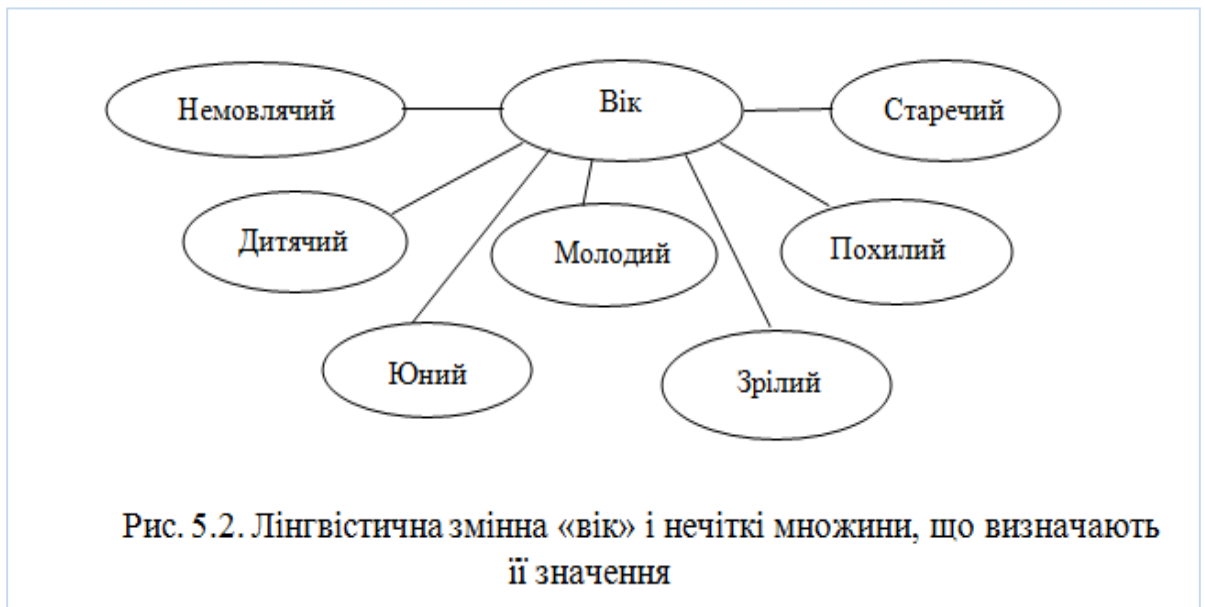 Немовлячий
Вік
Старечий
Дитячий
Молодий
Похилий
Юний
Зрілий
Рис. 5.2. Лінгвістична змінна «вік» і нечіткі множини, що визначають
її значення